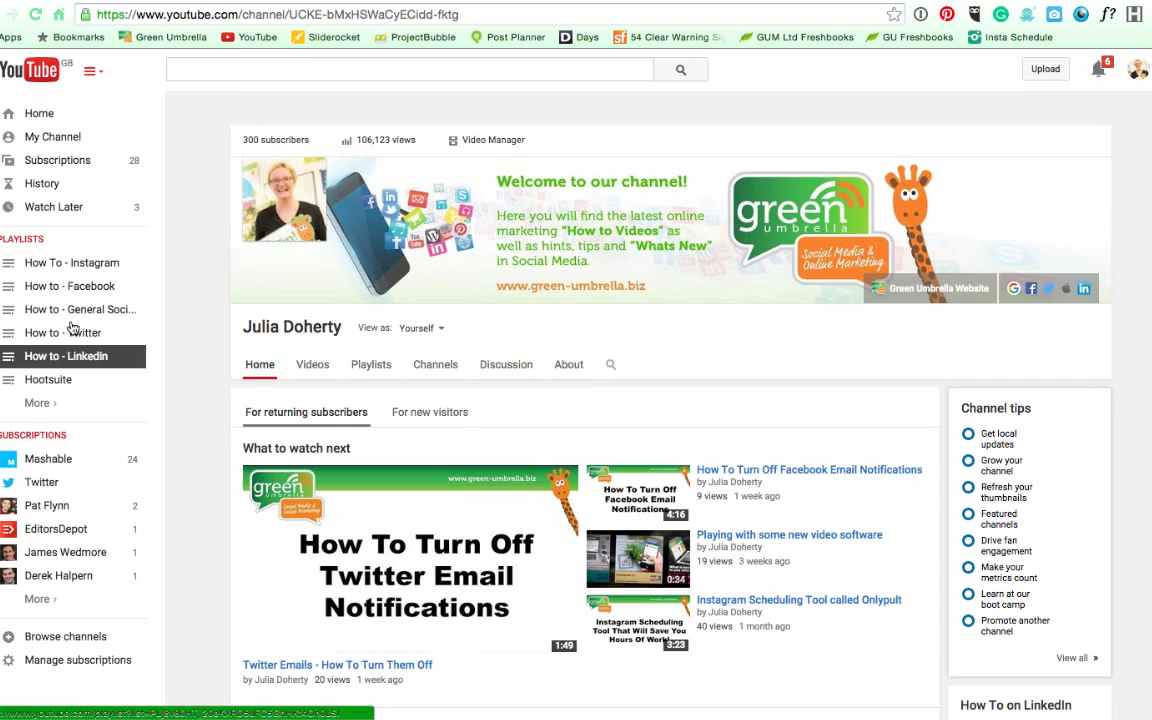 https://www.youtube.com/channel/UCKE-bMxHSWaCyECidd-fktg
Apps Bookmarks Green Umbrella YouTube Sliderocket ProjectBubble Post Planner Days 54 Clear Warning GUM Ltd Freshbooks GU Freshbooks Insta Schedule
YouTube GB
Upload
6
Home
My Channel
Subscriptions 28
History
Watch Later 3
PLAYLISTS
How To - Instagram
How to - Facebook
How to - General Soci...
How to - Twitter
How to - Linkedin
Hootsuite
More ›
SUBSCRIPTIONS
Mashable 24
Twitter
Pat Flynn 2
EditorsDepot 1
James Wedmore 1
Derek Halpern 1
More ›
Browse channels
Manage subscriptions
300 subscribers 106,123 views Video Manager
Welcome to our channel!
Here you will find the latest online
marketing "How to Videos" as
well as hints, tips and "Whats New"
in Social Media.
www.green-umbrella.biz
green
umbrella
Social Media &
Online Marketing
Green Umbrella Website
Julia Doherty View as: Yourself
Home Videos Playlists Channels Discussion About
For returning subscribers For new visitors
What to watch next
green
umbrella
www.green-umbrella.biz
How To Turn Off
Twitter Email
Notifications
1:49
Twitter Emails - How To Turn Them Off
by Julia Doherty 20 views 1 week ago
How To Turn Off
Facebook Email
Notifications
4:16
How To Turn Off Facebook Email Notifications
by Julia Doherty
9 views 1 week ago
0:34
Playing with some new video software
by Julia Doherty
19 views 3 weeks ago
Instagram Scheduling
Tool That Will Save You
Hours Of
3:23
Instagram Scheduling Tool called Onlypult
by Julia Doherty
40 views 1 month ago
Channel tips
Get local
updates
Grow your
channel
Refresh your
thumbnails
Featured
channels
Drive fan
engagement
Make your
metrics count
Learn at our
boot camp
Promote another
channel
View all »
How To on LinkedIn